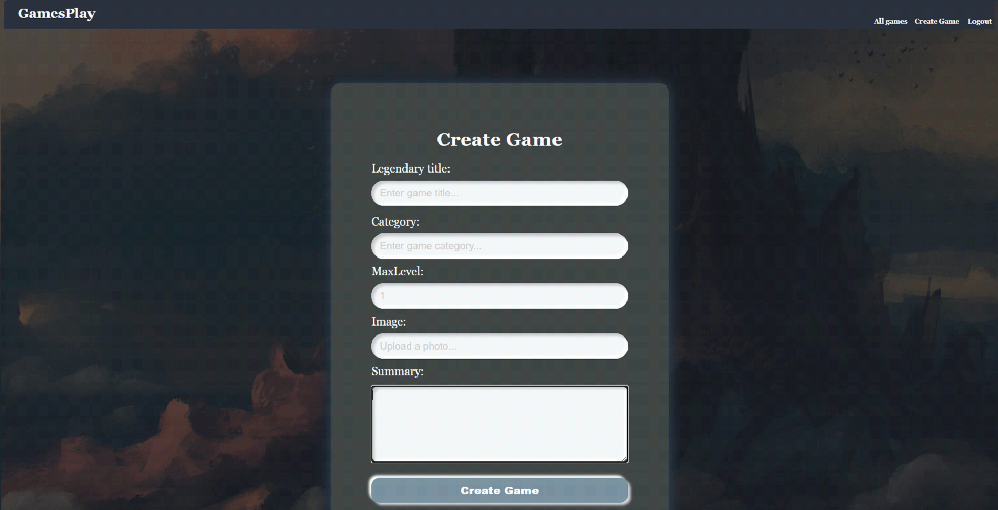 GamesPlay
All games Create Game Logout
Create Game
Legendary title:
Enter game title...
Category:
Enter game category...
MaxLevel:
1
Image:
Upload a photo...
Summary:
Create Game